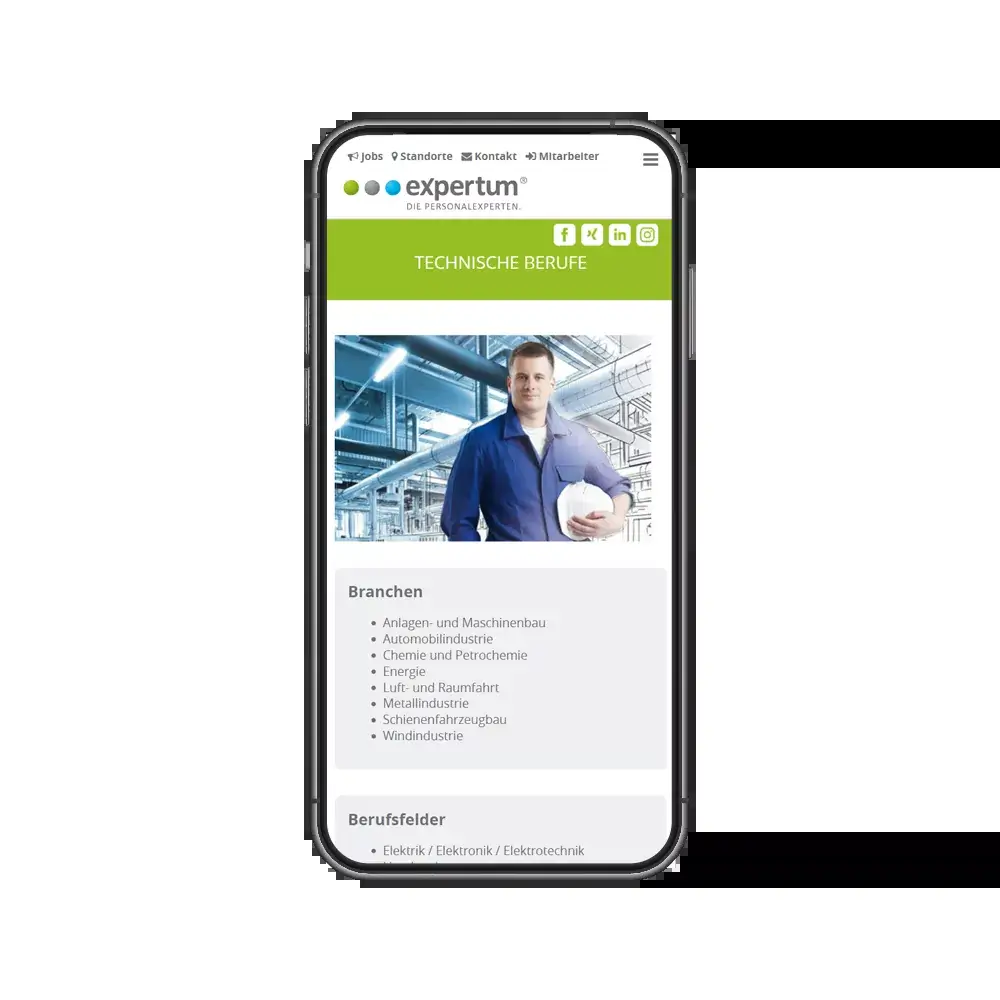 Jobs Standorte Kontakt Mitarbeiter
expertum®
DIE PERSONALEXPERTEN.
TECHNISCHE BERUFE
Branchen
• Anlagen- und Maschinenbau
• Automobilindustrie
• Chemie und Petrochemie
• Energie
• Luft- und Raumfahrt
• Metallindustrie
• Schienenfahrzeugbau
• Windindustrie
Berufsfelder
• Elektrik / Elektronik / Elektrotechnik